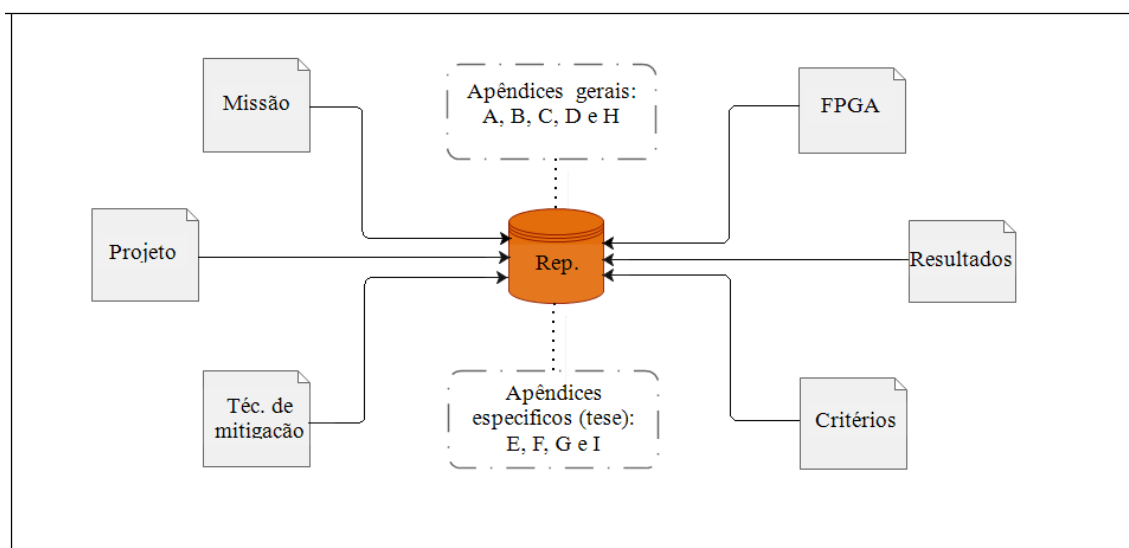 Missão
Apêndices gerais:
A, B, C, D e H
FPGA
Projeto
Rep.
Resultados
Téc. de
mitigação
Apêndices
especificos (tese):
E, F, G e I
Critérios